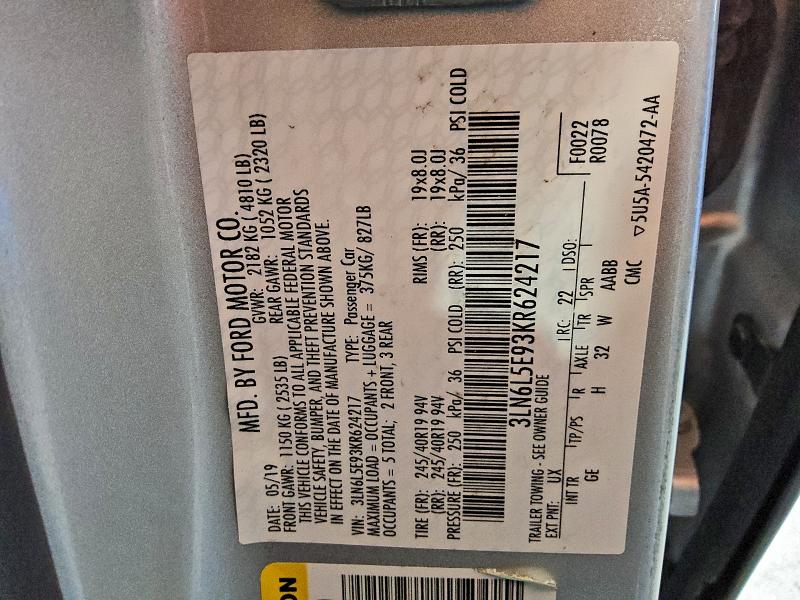 MFD. BY FORD MOTOR CO.
DATE: 05/19 GVWR: 2182 KG ( 4810 LB)
FRONT GAWR: 1150 KG ( 2535 LB) REAR GAWR: 1052 KG ( 2320 LB)
THIS VEHICLE CONFORMS TO ALL APPLICABLE FEDERAL MOTOR
VEHICLE SAFETY, BUMPER, AND THEFT PREVENTION STANDARDS
IN EFFECT ON THE DATE OF MANUFACTURE SHOWN ABOVE.
VIN: 3LN6L5E93KR624217 TYPE: Passenger Car
MAXIMUM LOAD = OCCUPANTS + LUGGAGE = 375KG/ 827LB
OCCUPANTS = 5 TOTAL; 2 FRONT, 3 REAR
TIRE (FR): 245/40R19 94V RIMS (FR): 19x8.0J
(RR): 245/40R19 94V (RR): 19x8.0J
PRESSURE (FR): 250 kPa/ 36 PSI COLD (RR): 250 kPa/ 36 PSI COLD
3LN6L5E93KR624217
TRAILER TOWING - SEE OWNER GUIDE F0022
EXT PNT: UX RC: 22 DSO: R0078
INT TR TP/PS R AXLE TR SPR
GE H 32 W AABB
CMC ▽5U5A-5420472-AA
ON